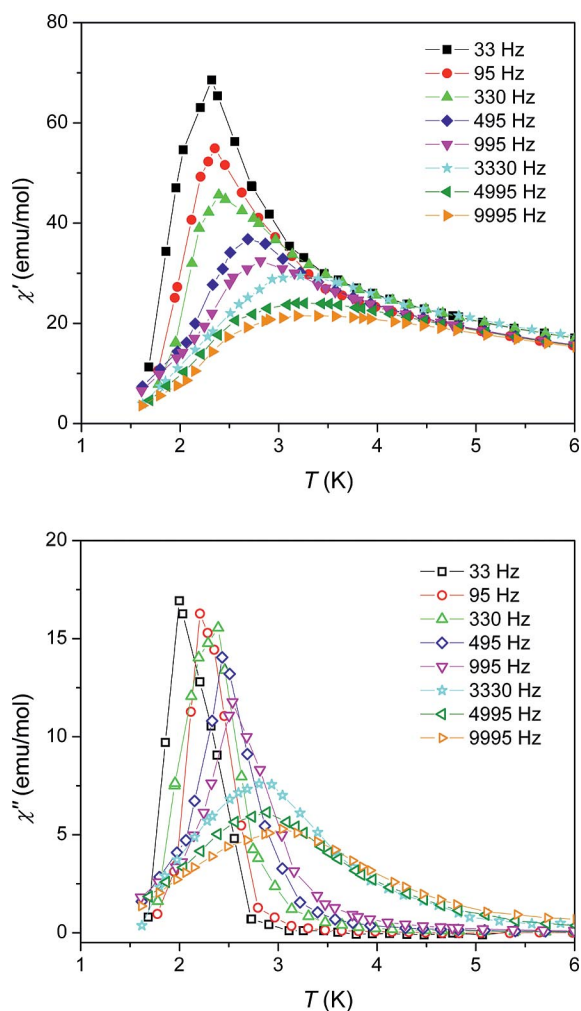 80
60
40
20
0
χ′ (emu/mol)
33 Hz
95 Hz
330 Hz
495 Hz
995 Hz
3330 Hz
4995 Hz
9995 Hz
1 2 3 4 5 6
T (K)
20
15
10
5
0
χ″ (emu/mol)
33 Hz
95 Hz
330 Hz
495 Hz
995 Hz
3330 Hz
4995 Hz
9995 Hz
1 2 3 4 5 6
T (K)